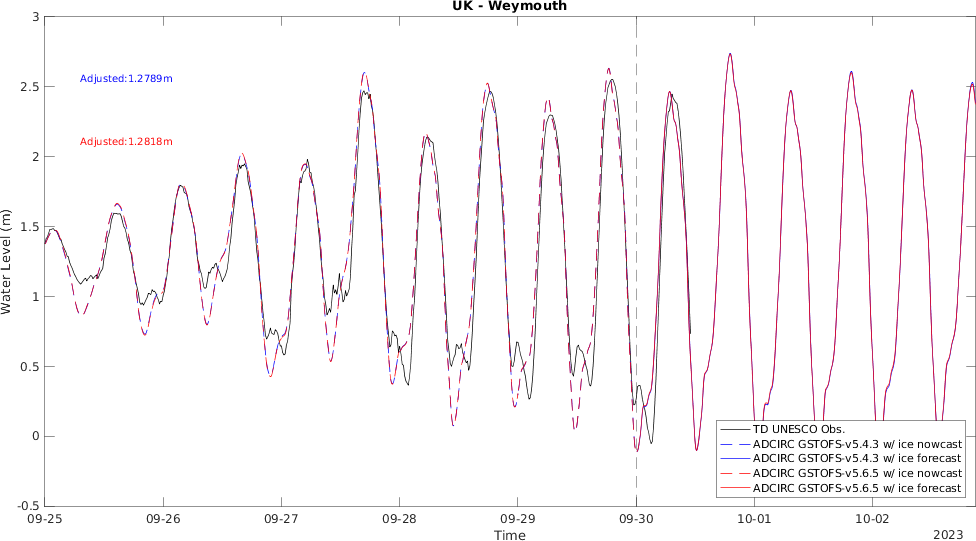 UK - Weymouth
3
2.5
2
1.5
1
0.5
0
-0.5
Water Level (m)
Adjusted:1.2789m
Adjusted:1.2818m
TD UNESCO Obs.
ADCIRC GSTOFS-v5.4.3 w/ ice nowcast
ADCIRC GSTOFS-v5.4.3 w/ ice forecast
ADCIRC GSTOFS-v5.6.5 w/ ice nowcast
ADCIRC GSTOFS-v5.6.5 w/ ice forecast
09-25 09-26 09-27 09-28 09-29 09-30 10-01 10-02
Time
2023